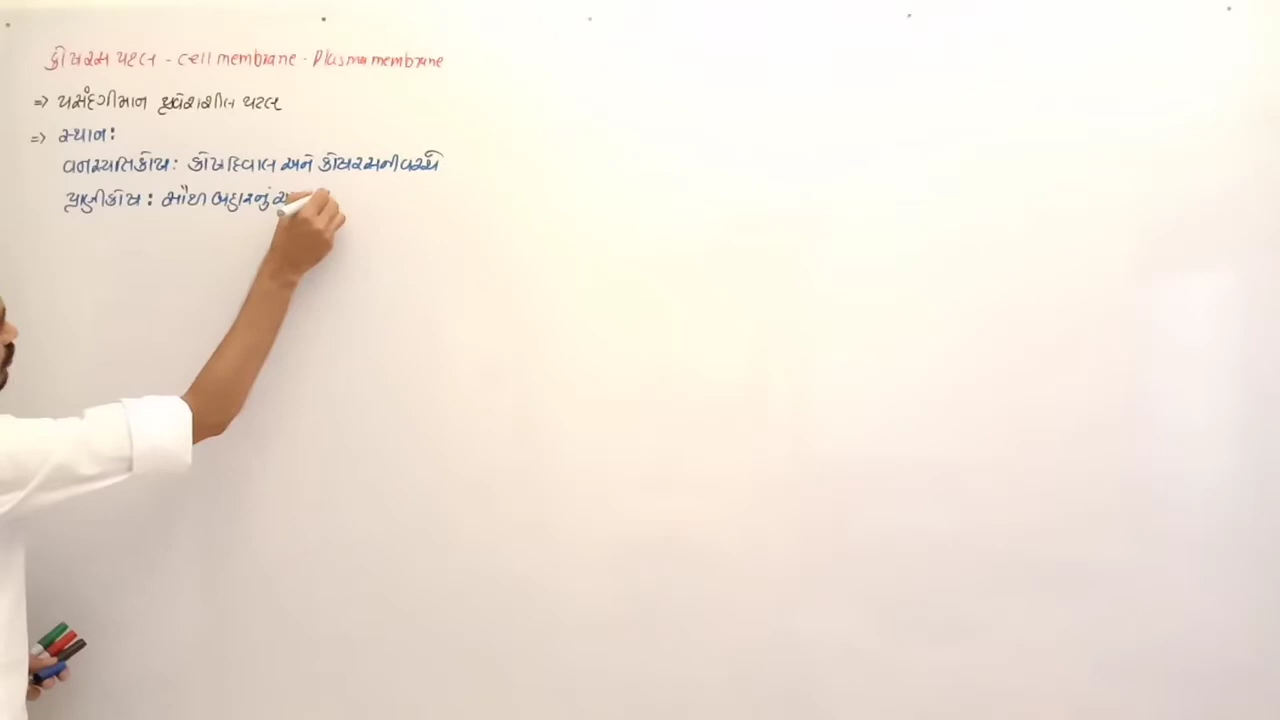 કોષરસ પટલ - cell membrane - Plasma membrane
=> પસંદગીમાન પ્રવેશશીલ પટલ
=> સ્થાન:
વનસ્પતિકોષ: કોષદિવાલ અને કોષરસની વચ્ચે
પ્રાણીકોષ: સૌથી બહારનું